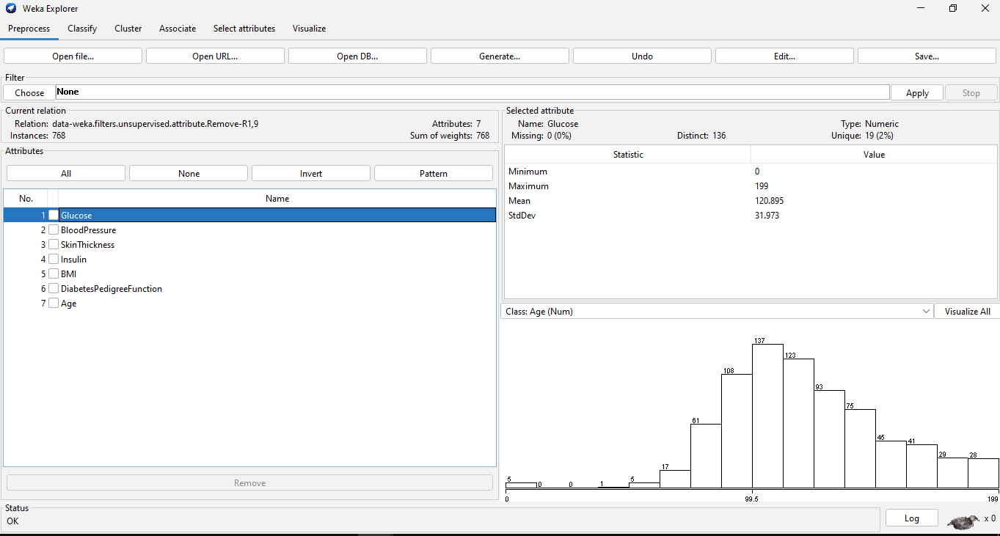 Weka Explorer
Preprocess Classify Cluster Associate Select attributes Visualize
Open file... Open URL... Open DB... Generate... Undo Edit... Save...
Filter
Choose None Apply Stop
Current relation
Relation: data-weka.filters.unsupervised.attribute.Remove-R1,9 Attributes: 7
Instances: 768 Sum of weights: 768
Attributes
All None Invert Pattern
No. Name
1 Glucose
2 BloodPressure
3 SkinThickness
4 Insulin
5 BMI
6 DiabetesPedigreeFunction
7 Age
Remove
Selected attribute
Name: Glucose Type: Numeric
Missing: 0 (0%) Distinct: 136 Unique: 19 (2%)
Statistic Value
Minimum 0
Maximum 199
Mean 120.895
StdDev 31.973
Class: Age (Num) Visualize All
5 0 0 1 5 17 61 108 137 123 93 75 45 41 29 28
0 99.5 199
Status
OK
Log x 0